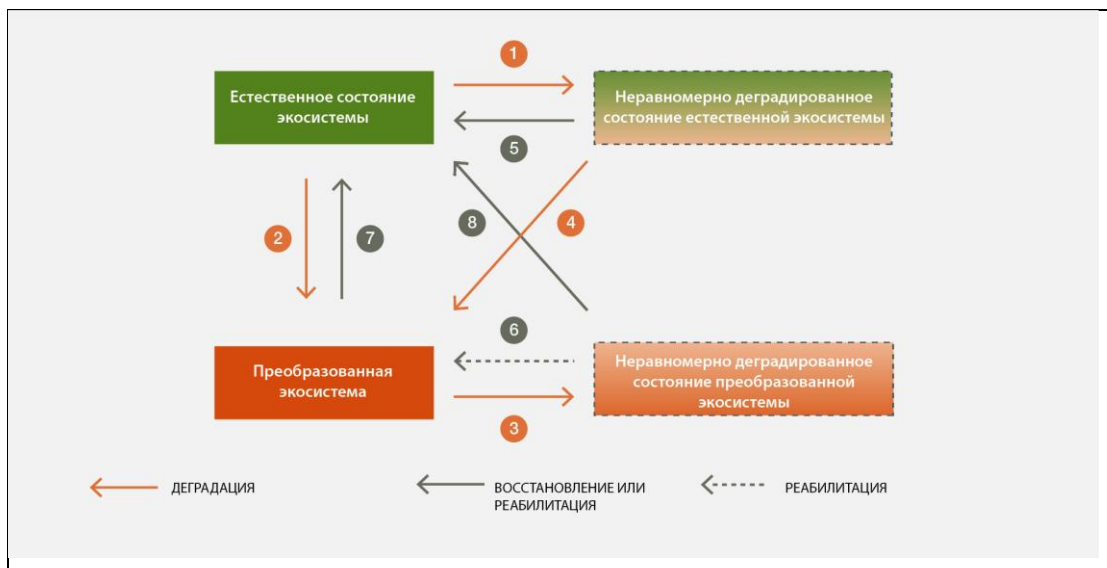 1
Естественное состояние
экосистемы
Неравномерно деградированное
состояние естественной экосистемы
5
2
7
8
4
6
Преобразованная
экосистема
Неравномерно деградированное
состояние преобразованной
экосистемы
3
ДЕГРАДАЦИЯ
ВОССТАНОВЛЕНИЕ ИЛИ
РЕАБИЛИТАЦИЯ
РЕАБИЛИТАЦИЯ